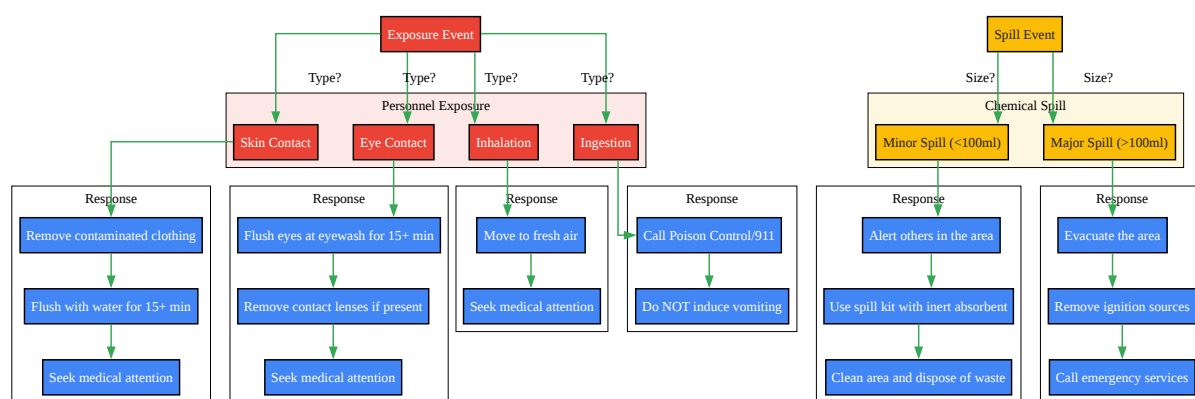 Exposure Event
Spill Event
Type?
Type?
Type?
Type?
Size?
Size?
Personnel Exposure
Chemical Spill
Skin Contact
Eye Contact
Inhalation
Ingestion
Minor Spill (<100ml)
Major Spill (>100ml)
Response
Response
Response
Response
Response
Response
Remove contaminated clothing
Flush eyes at eyewash for 15+ min
Move to fresh air
Call Poison Control/911
Alert others in the area
Evacuate the area
Flush with water for 15+ min
Remove contact lenses if present
Seek medical attention
Do NOT induce vomiting
Use spill kit with inert absorbent
Remove ignition sources
Seek medical attention
Seek medical attention
Clean area and dispose of waste
Call emergency services